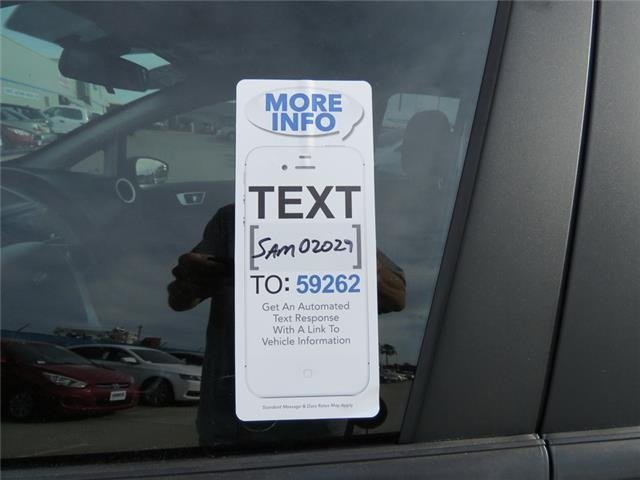 MORE
INFO
TEXT
[SAM02029]
TO: 59262
Get An Automated
Text Response
With A Link To
Vehicle Information
Standard Message & Data Rates May Apply